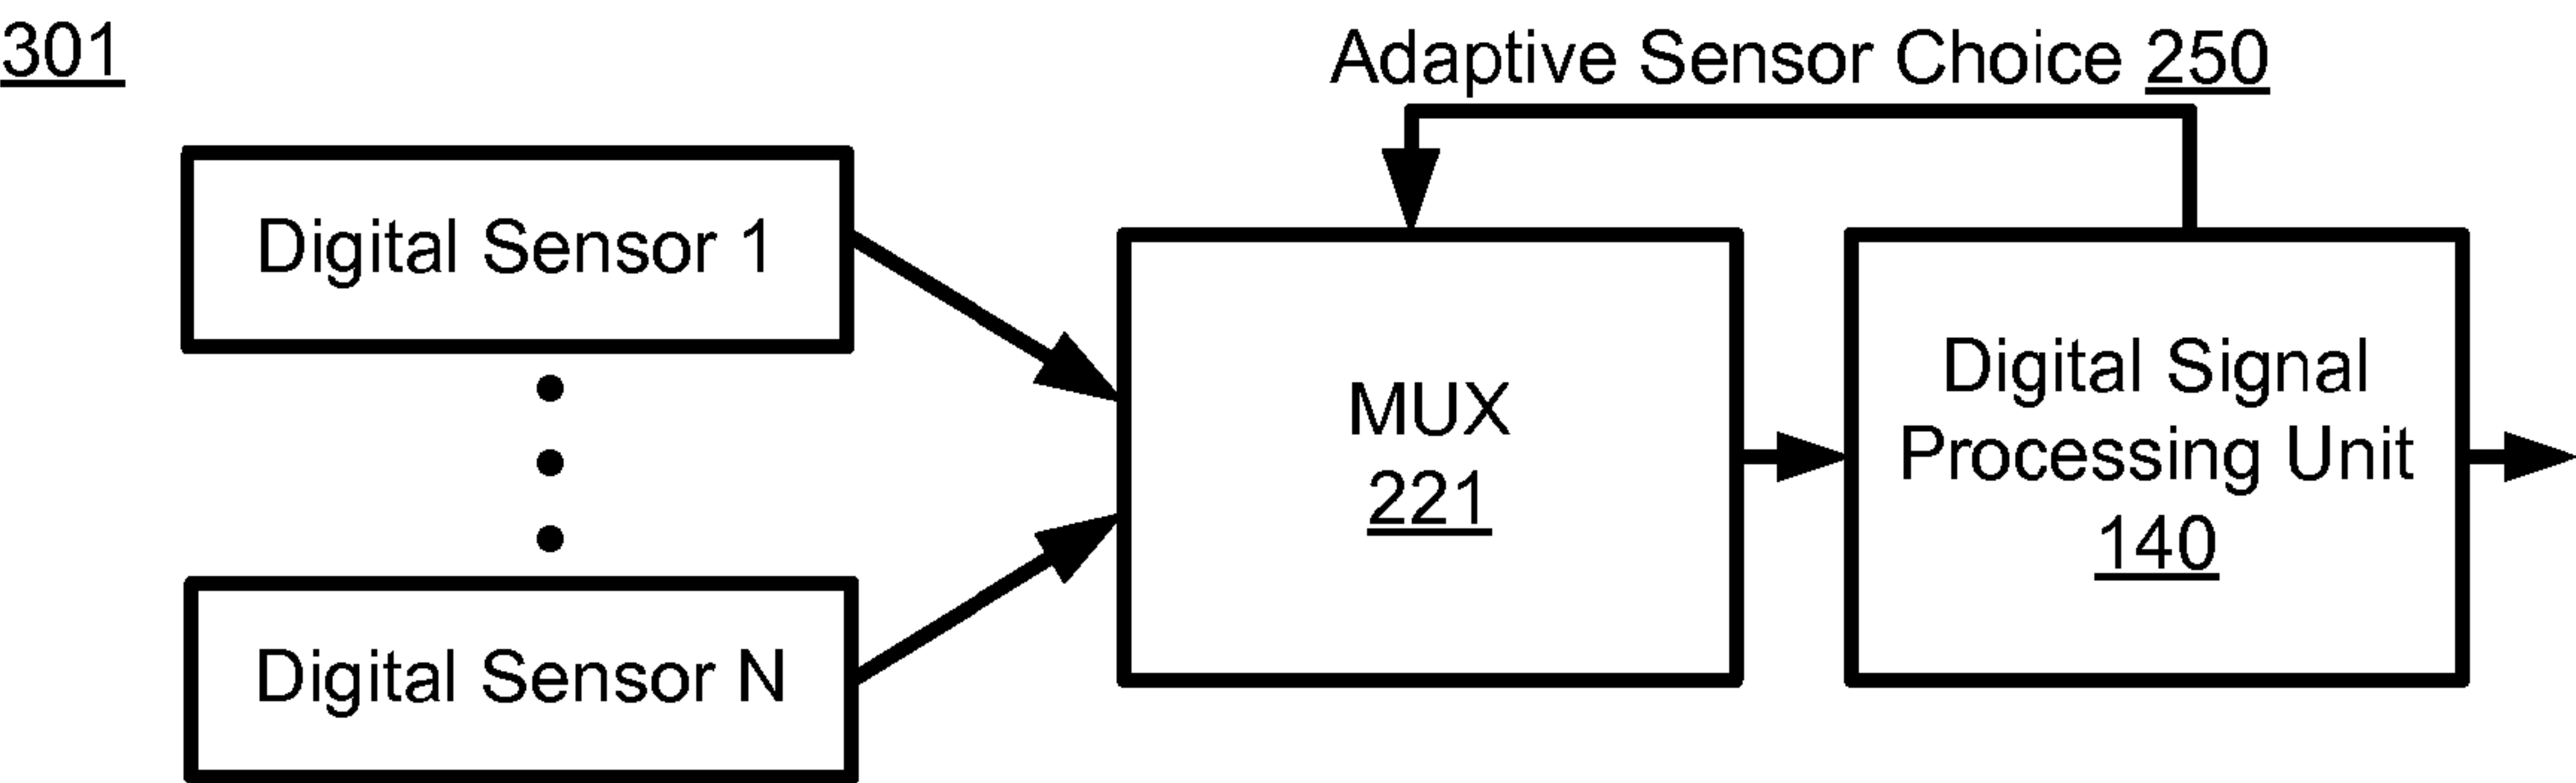 301
Adaptive Sensor Choice 250
Digital Sensor 1
Digital Sensor N
MUX
221
Digital Signal
Processing Unit
140